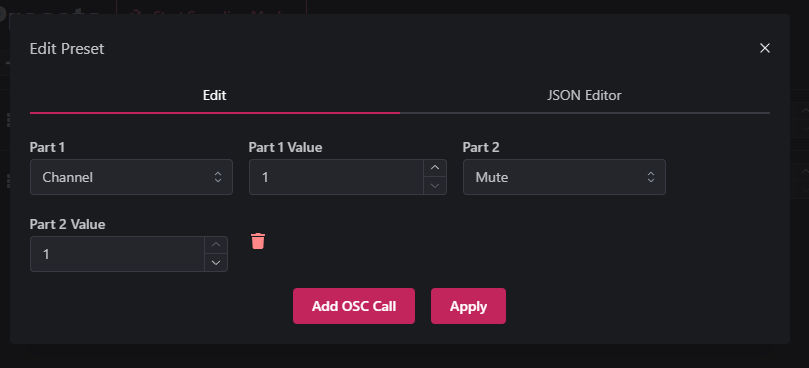 Edit Preset
Edit JSON Editor
Part 1 Part 1 Value Part 2
Channel 1 Mute
Part 2 Value
1
Add OSC Call Apply